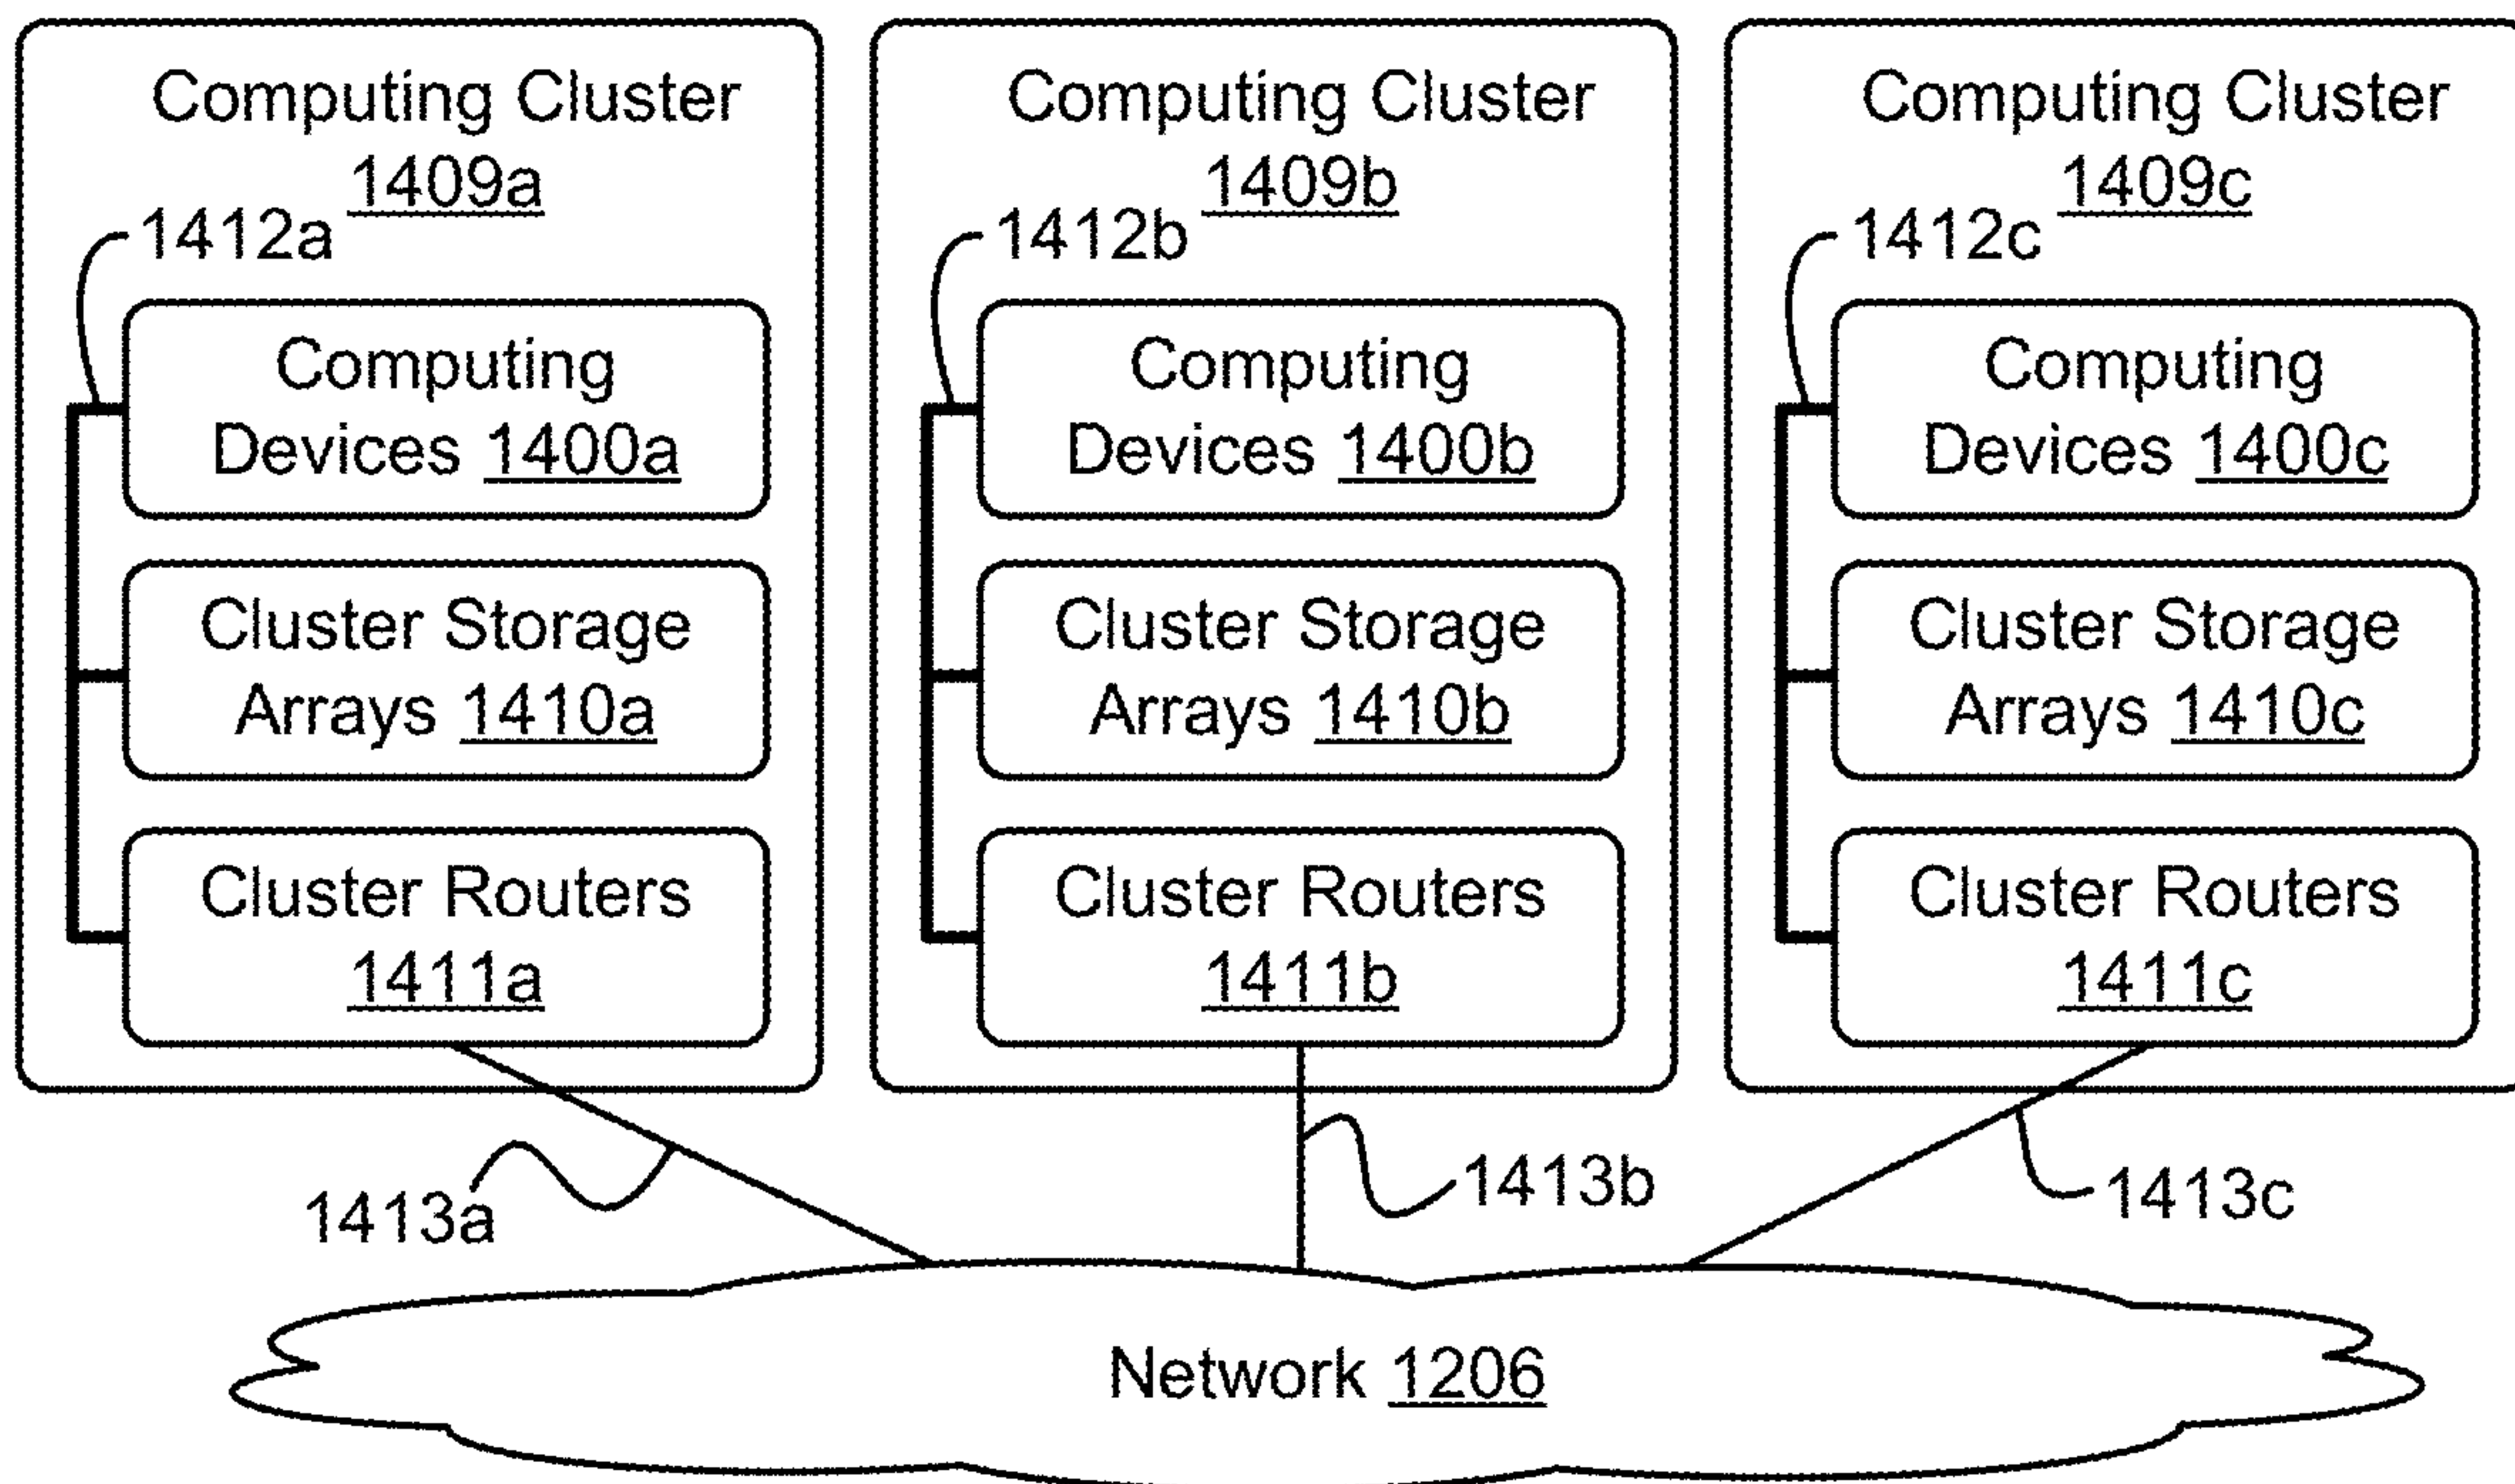 Computing Cluster
1409a
1412a
Computing
Devices 1400a
Cluster Storage
Arrays 1410a
Cluster Routers
1411a
Computing Cluster
1409b
1412b
Computing
Devices 1400b
Cluster Storage
Arrays 1410b
Cluster Routers
1411b
Computing Cluster
1409c
1412c
Computing
Devices 1400c
Cluster Storage
Arrays 1410c
Cluster Routers
1411c
1413a
1413b
1413c
Network 1206